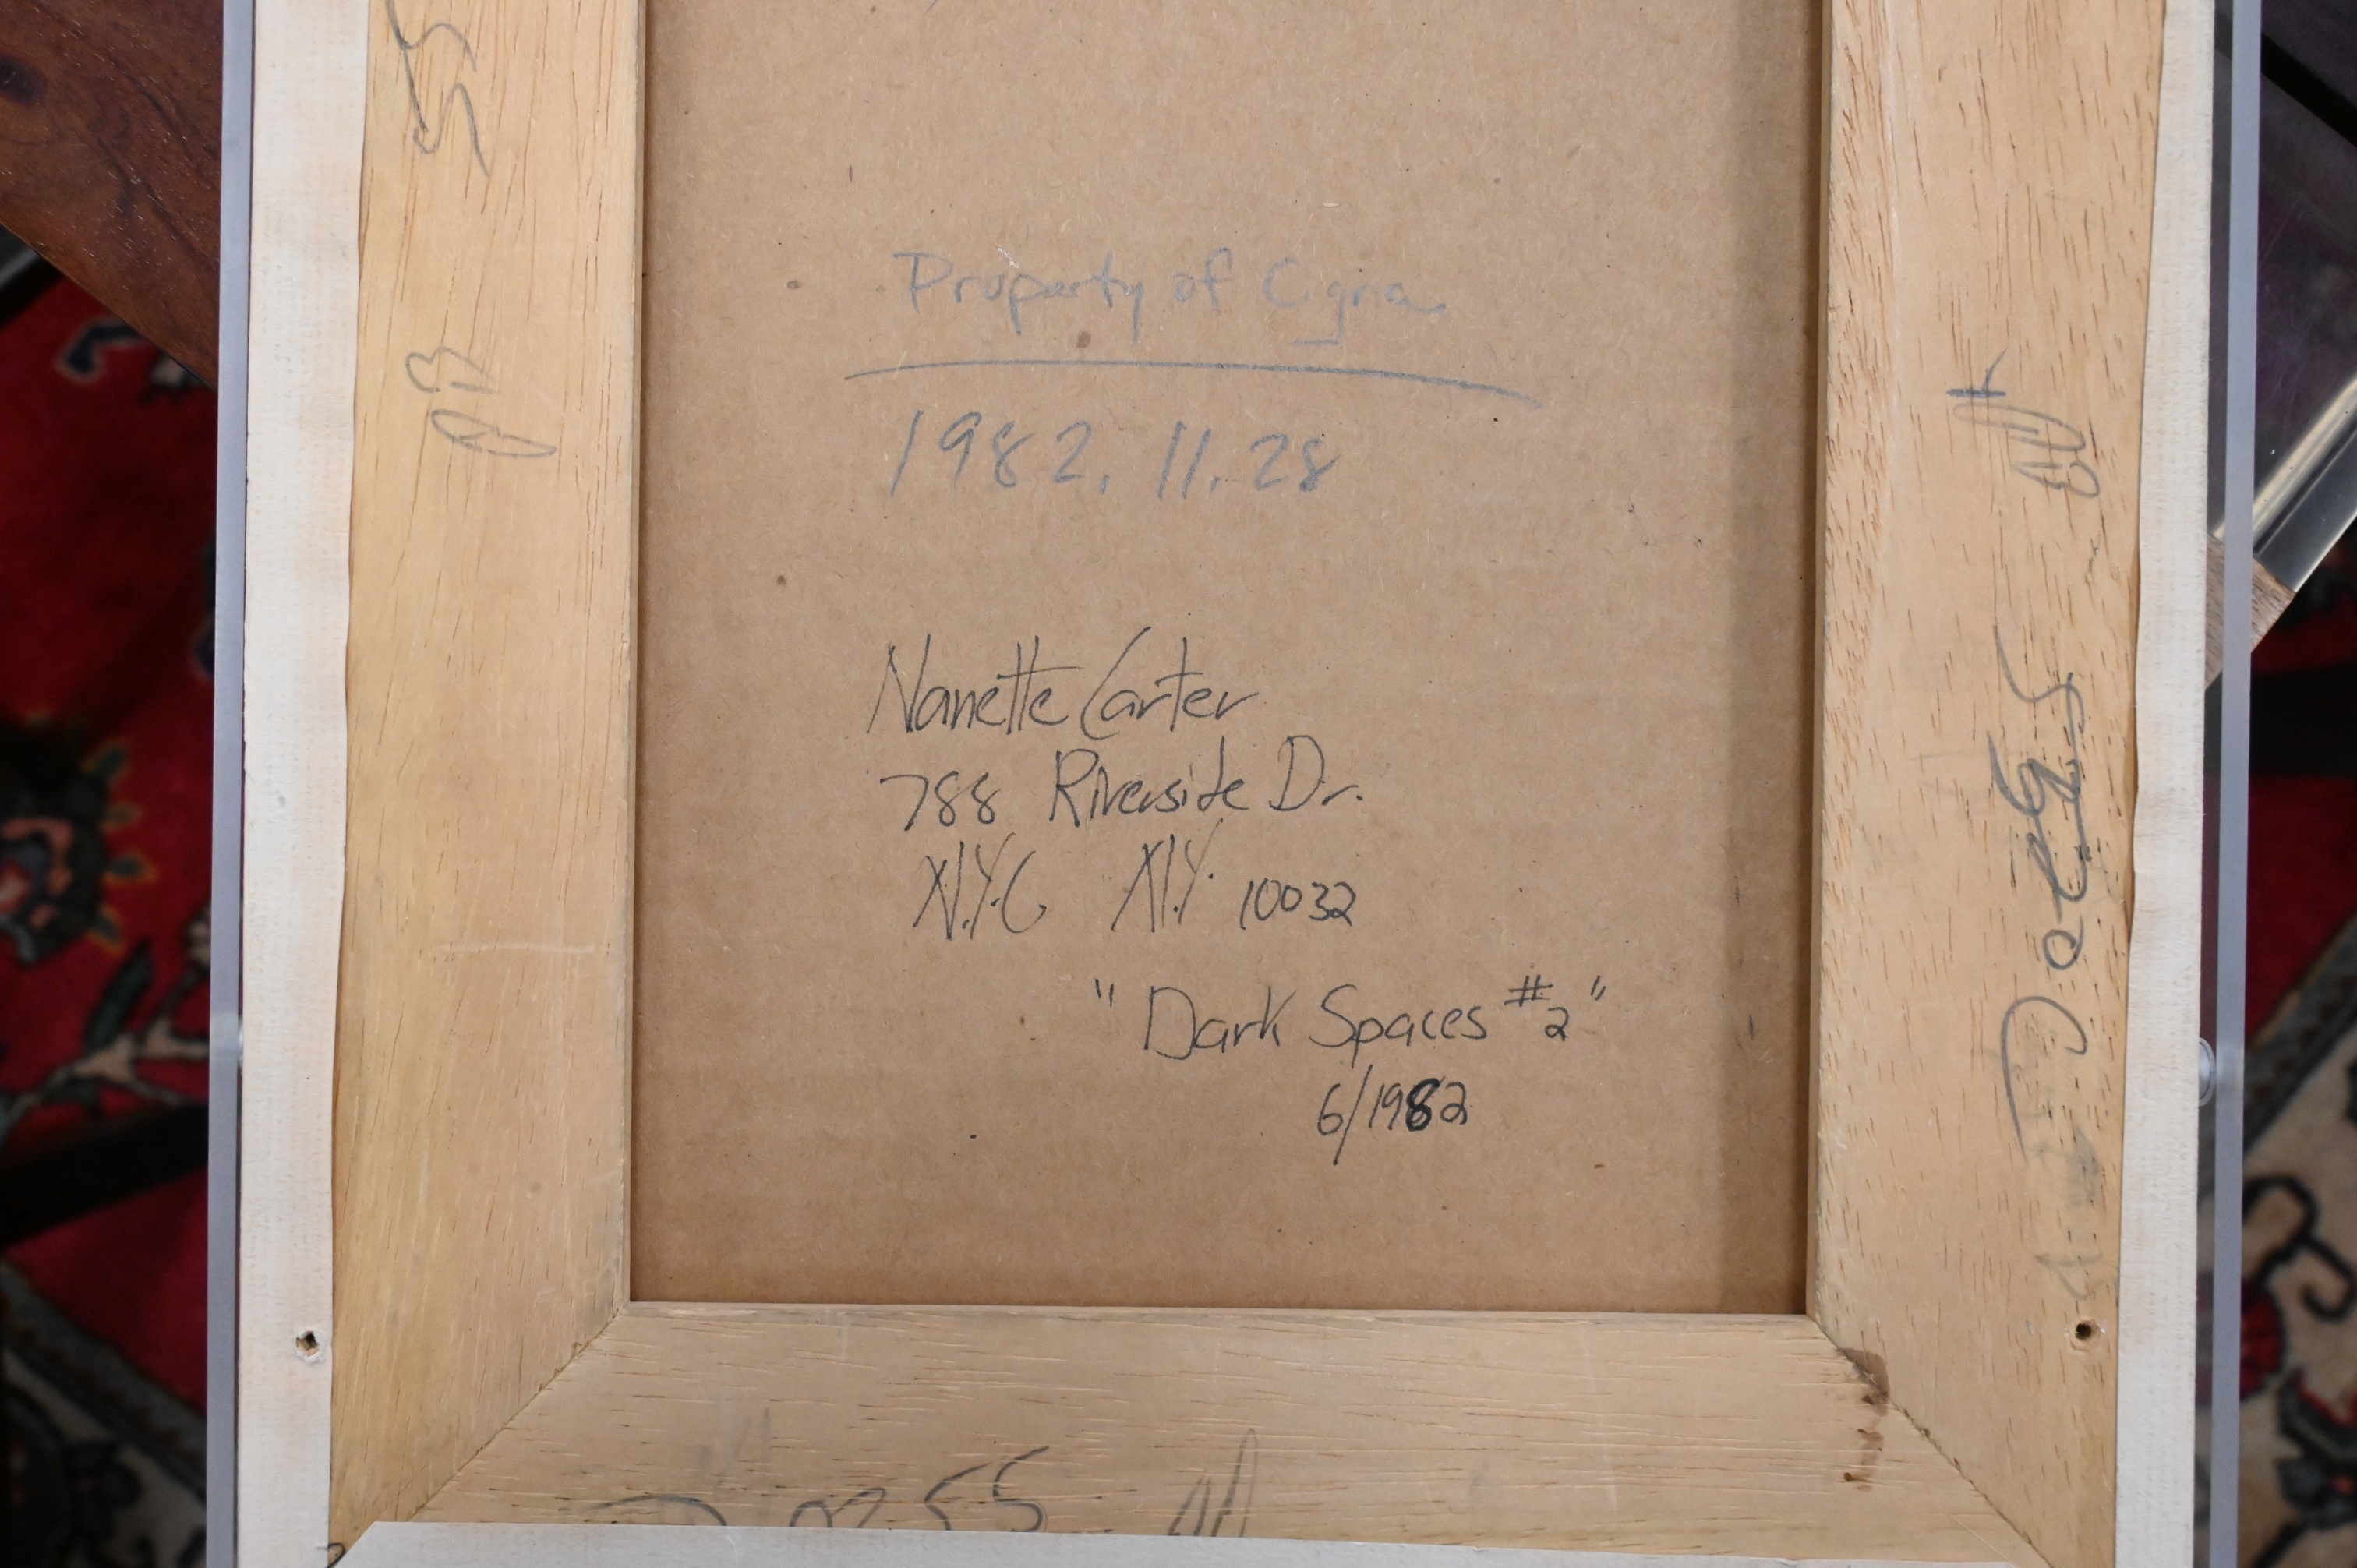 Property of Cigna
1982.11.28
Nanette Carter
788 Riverside Dr.
N.Y.C N.Y. 10032
"Dark Spaces #2"
6/1982